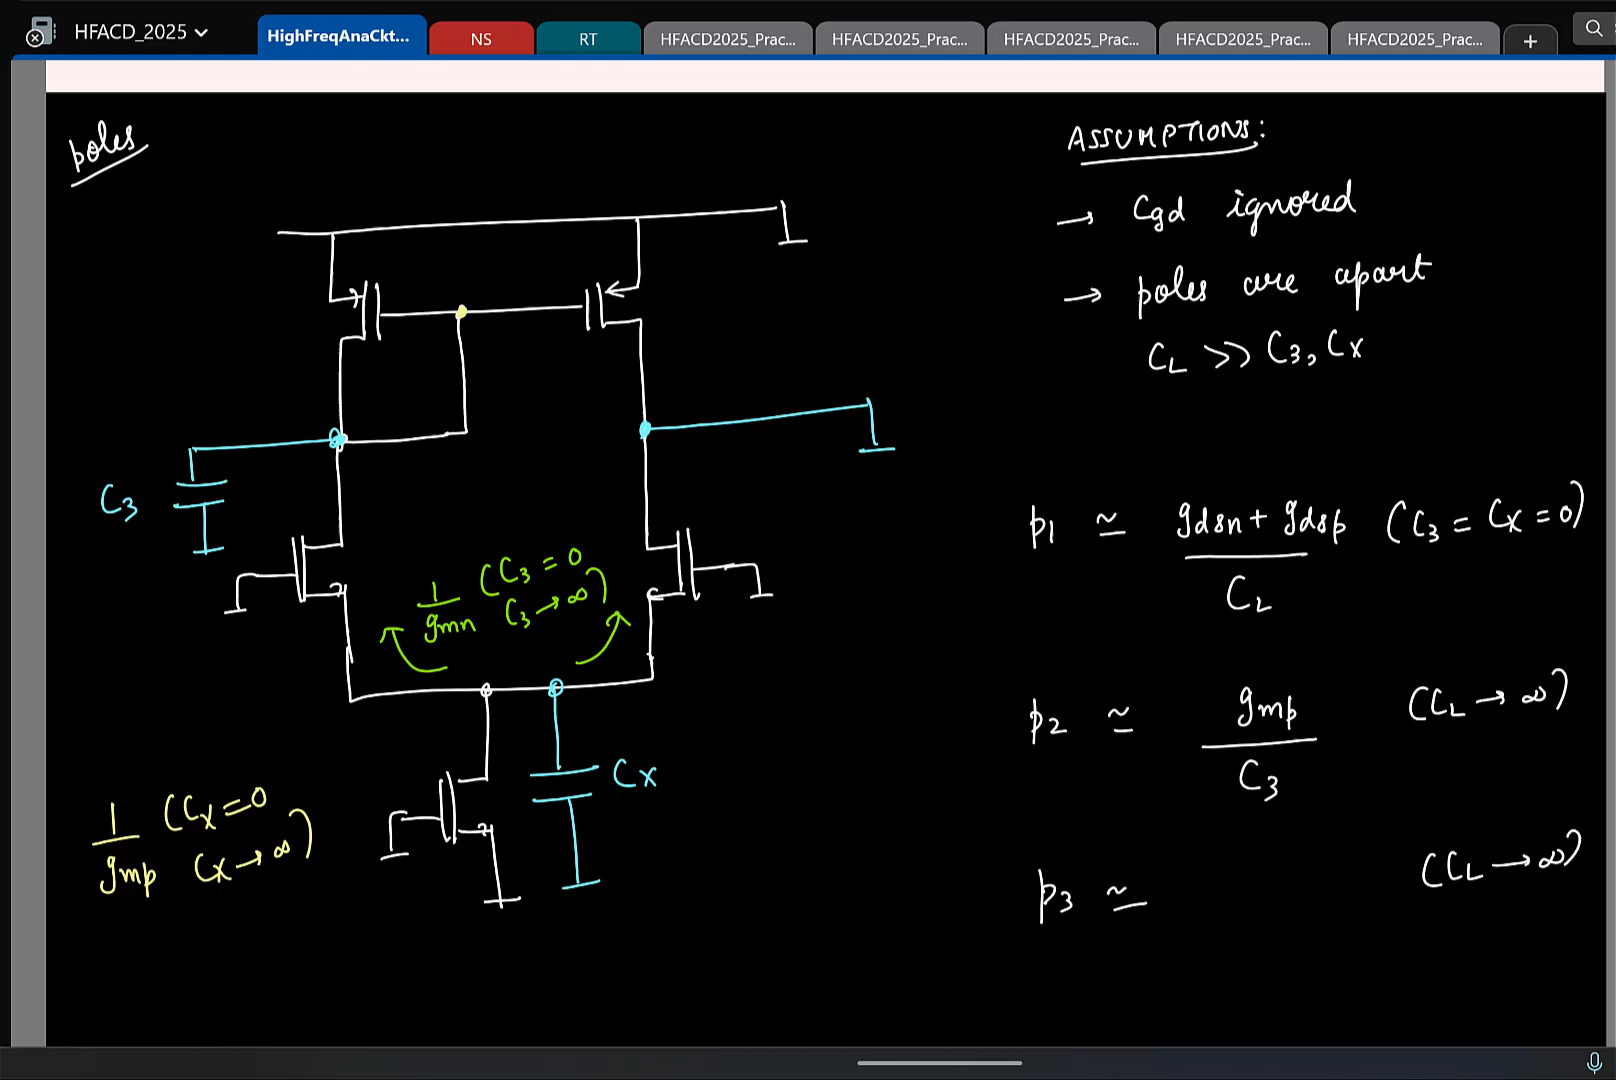 HFACD_2025
HighFreqAnaCkt...
NS
RT
HFACD2025_Prac...
HFACD2025_Prac...
HFACD2025_Prac...
HFACD2025_Prac...
HFACD2025_Prac...
+
poles
ASSUMPTIONS:
→ Cgd ignored
→ poles are apart
CL >> C3, CX
C3
p1 ≃ gdsn + gdsp / CL (C3 = CX = 0)
1/gmn (C3 = 0
C3 → ∞)
p2 ≃ gmp / C3 (CL → ∞)
CX
1/gmp (CX = 0
CX → ∞)
p3 ≃ (CL → ∞)